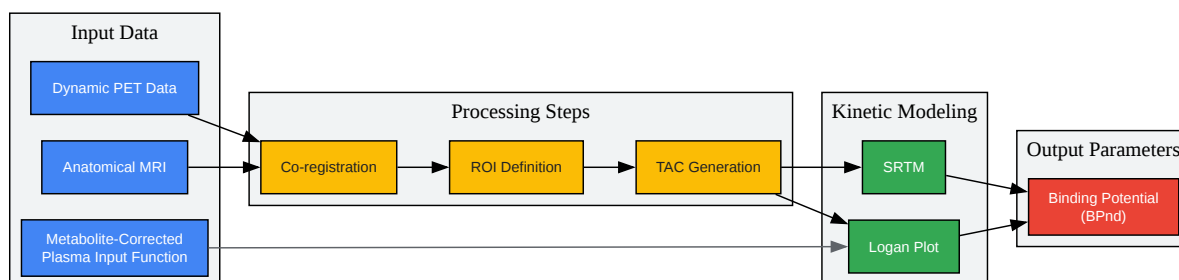 Input Data
Dynamic PET Data
Anatomical MRI
Metabolite-Corrected
Plasma Input Function
Processing Steps
Co-registration
ROI Definition
TAC Generation
Kinetic Modeling
SRTM
Logan Plot
Output Parameters
Binding Potential
(BPnd)